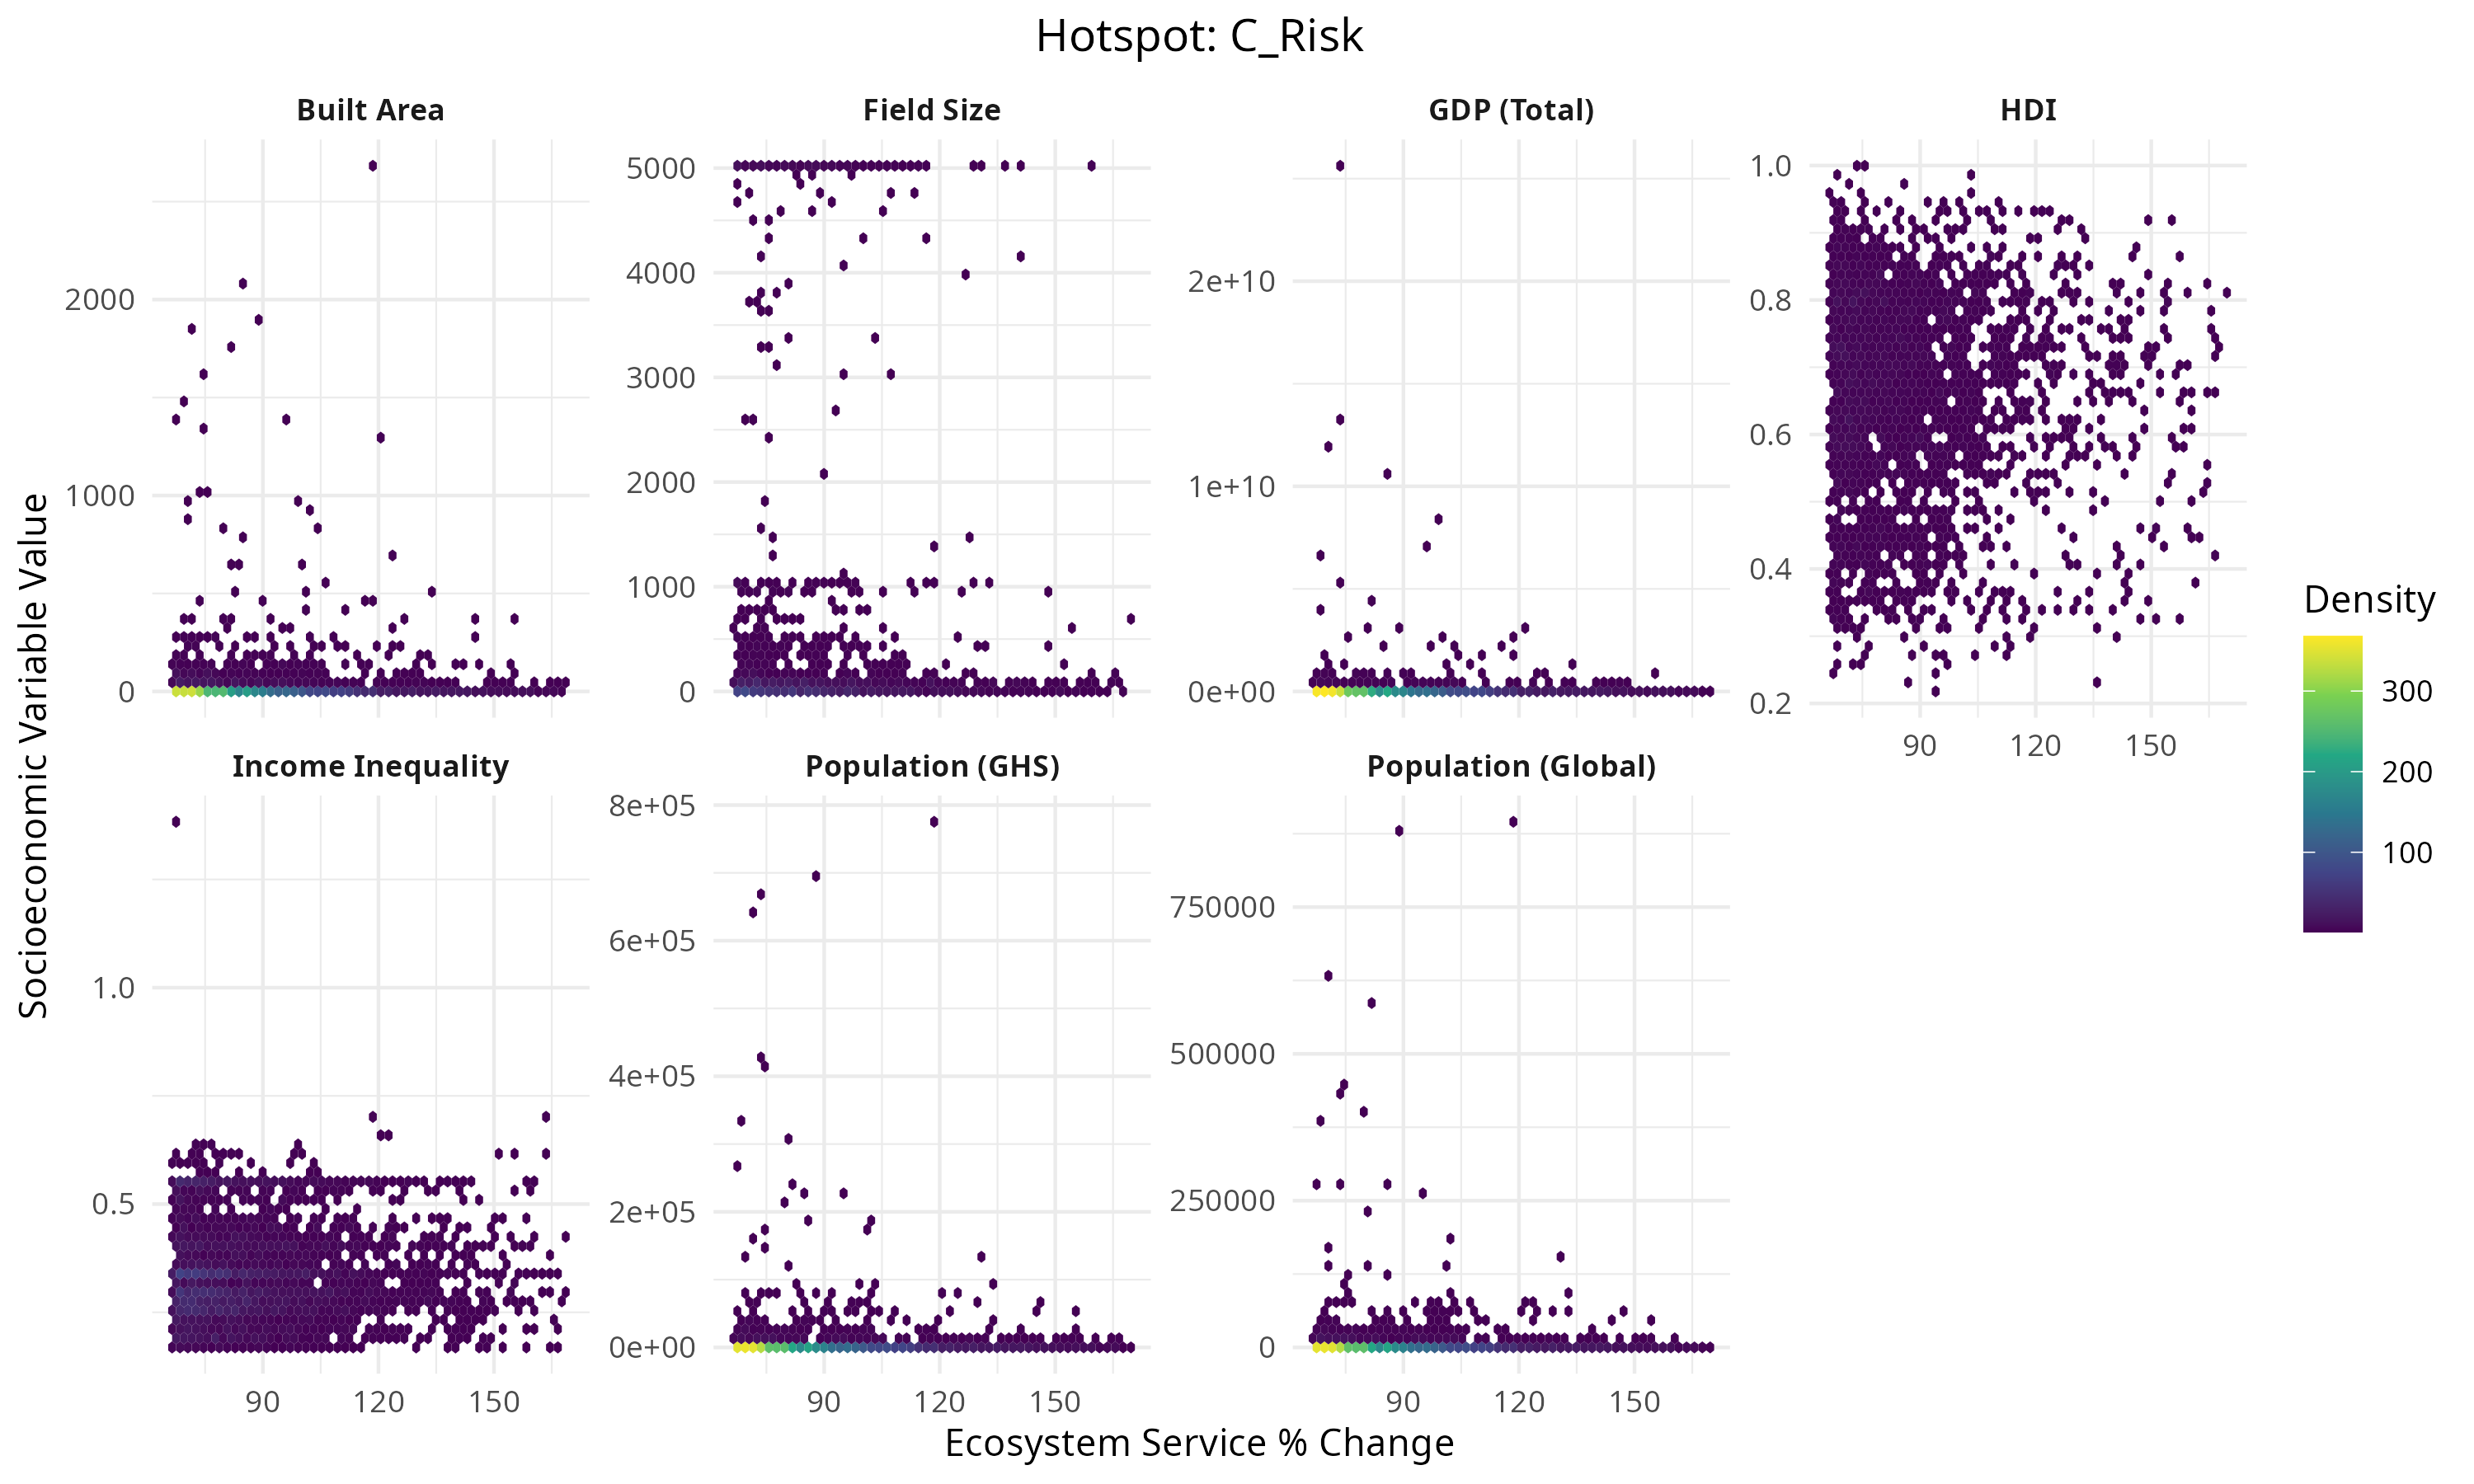 Hotspot: C_Risk
Built Area
Field Size
GDP (Total)
HDI
Socioeconomic Variable Value
2000
1000
0
5000
4000
3000
2000
1000
0
2e+10
1e+10
0e+00
1.0
0.8
0.6
0.4
0.2
90 120 150
Income Inequality
Population (GHS)
Population (Global)
1.0
0.5
8e+05
6e+05
4e+05
2e+05
0e+00
750000
500000
250000
0
90 120 150
90 120 150
90 120 150
Ecosystem Service % Change
Density
300
200
100